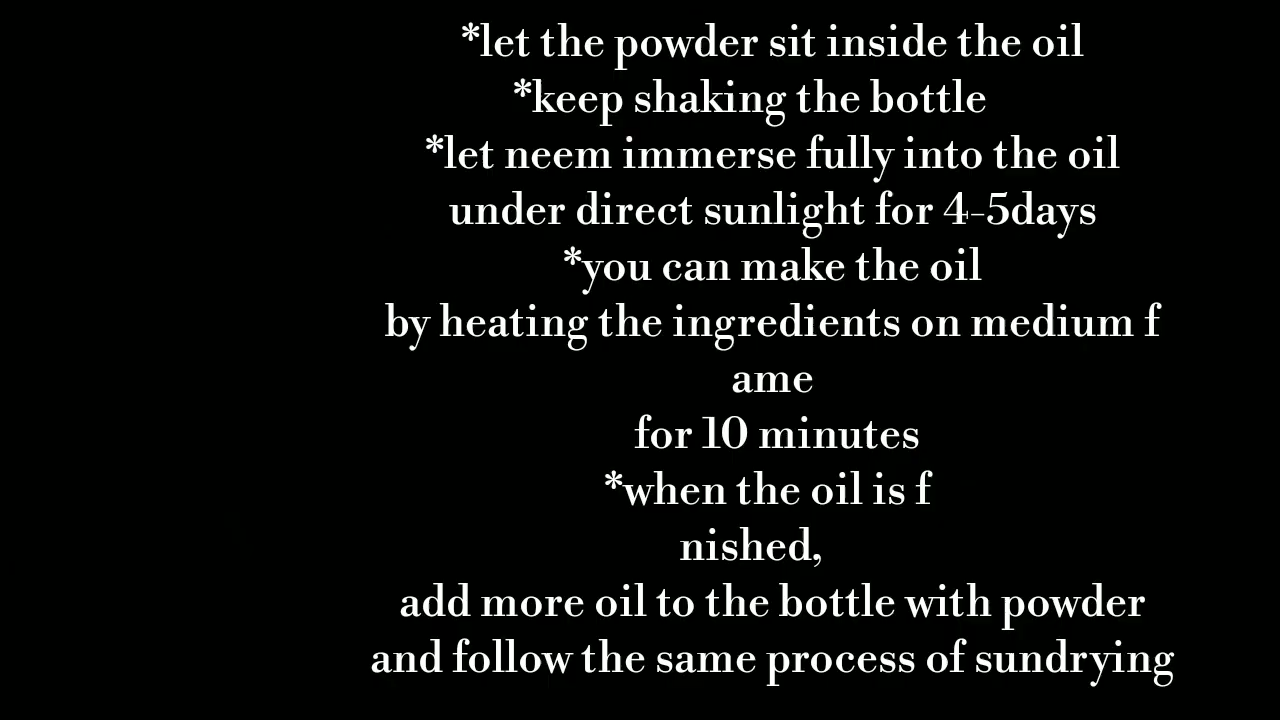 *let the powder sit inside the oil
*keep shaking the bottle
*let neem immerse fully into the oil
under direct sunlight for 4-5days
*you can make the oil
by heating the ingredients on medium f
ame
for 10 minutes
*when the oil is f
nished,
add more oil to the bottle with powder
and follow the same process of sundrying